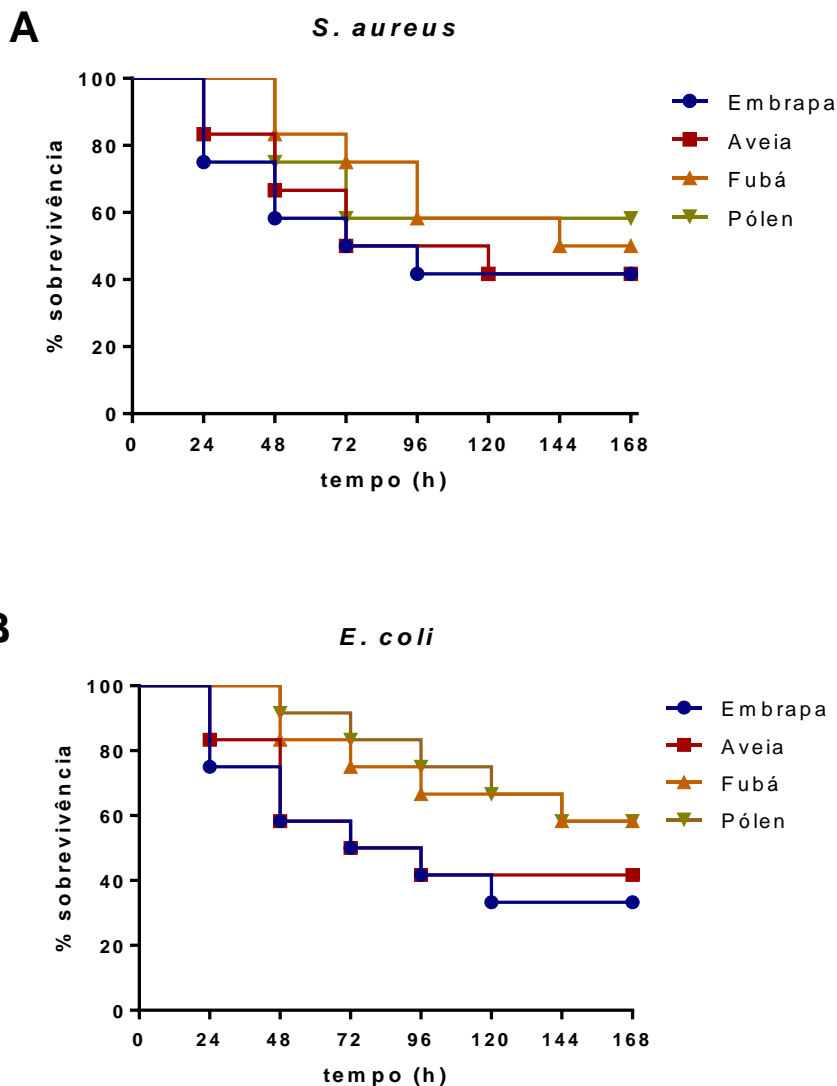 A
S. aureus
100
80
60
40
20
0
% sobrevivência
0 24 48 72 96 120 144 168
tempo (h)
Embrapa
Aveia
Fubá
Pólen
B
E. coli
100
80
60
40
20
0
% sobrevivência
0 24 48 72 96 120 144 168
tempo (h)
Embrapa
Aveia
Fubá
Pólen